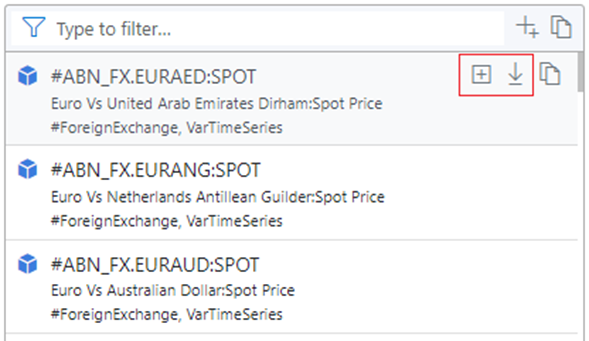 Type to filter...
#ABN_FX.EURAED:SPOT
Euro Vs United Arab Emirates Dirham:Spot Price
#ForeignExchange, VarTimeSeries
#ABN_FX.EURANG:SPOT
Euro Vs Netherlands Antillean Guilder:Spot Price
#ForeignExchange, VarTimeSeries
#ABN_FX.EURAUD:SPOT
Euro Vs Australian Dollar:Spot Price
#ForeignExchange, VarTimeSeries